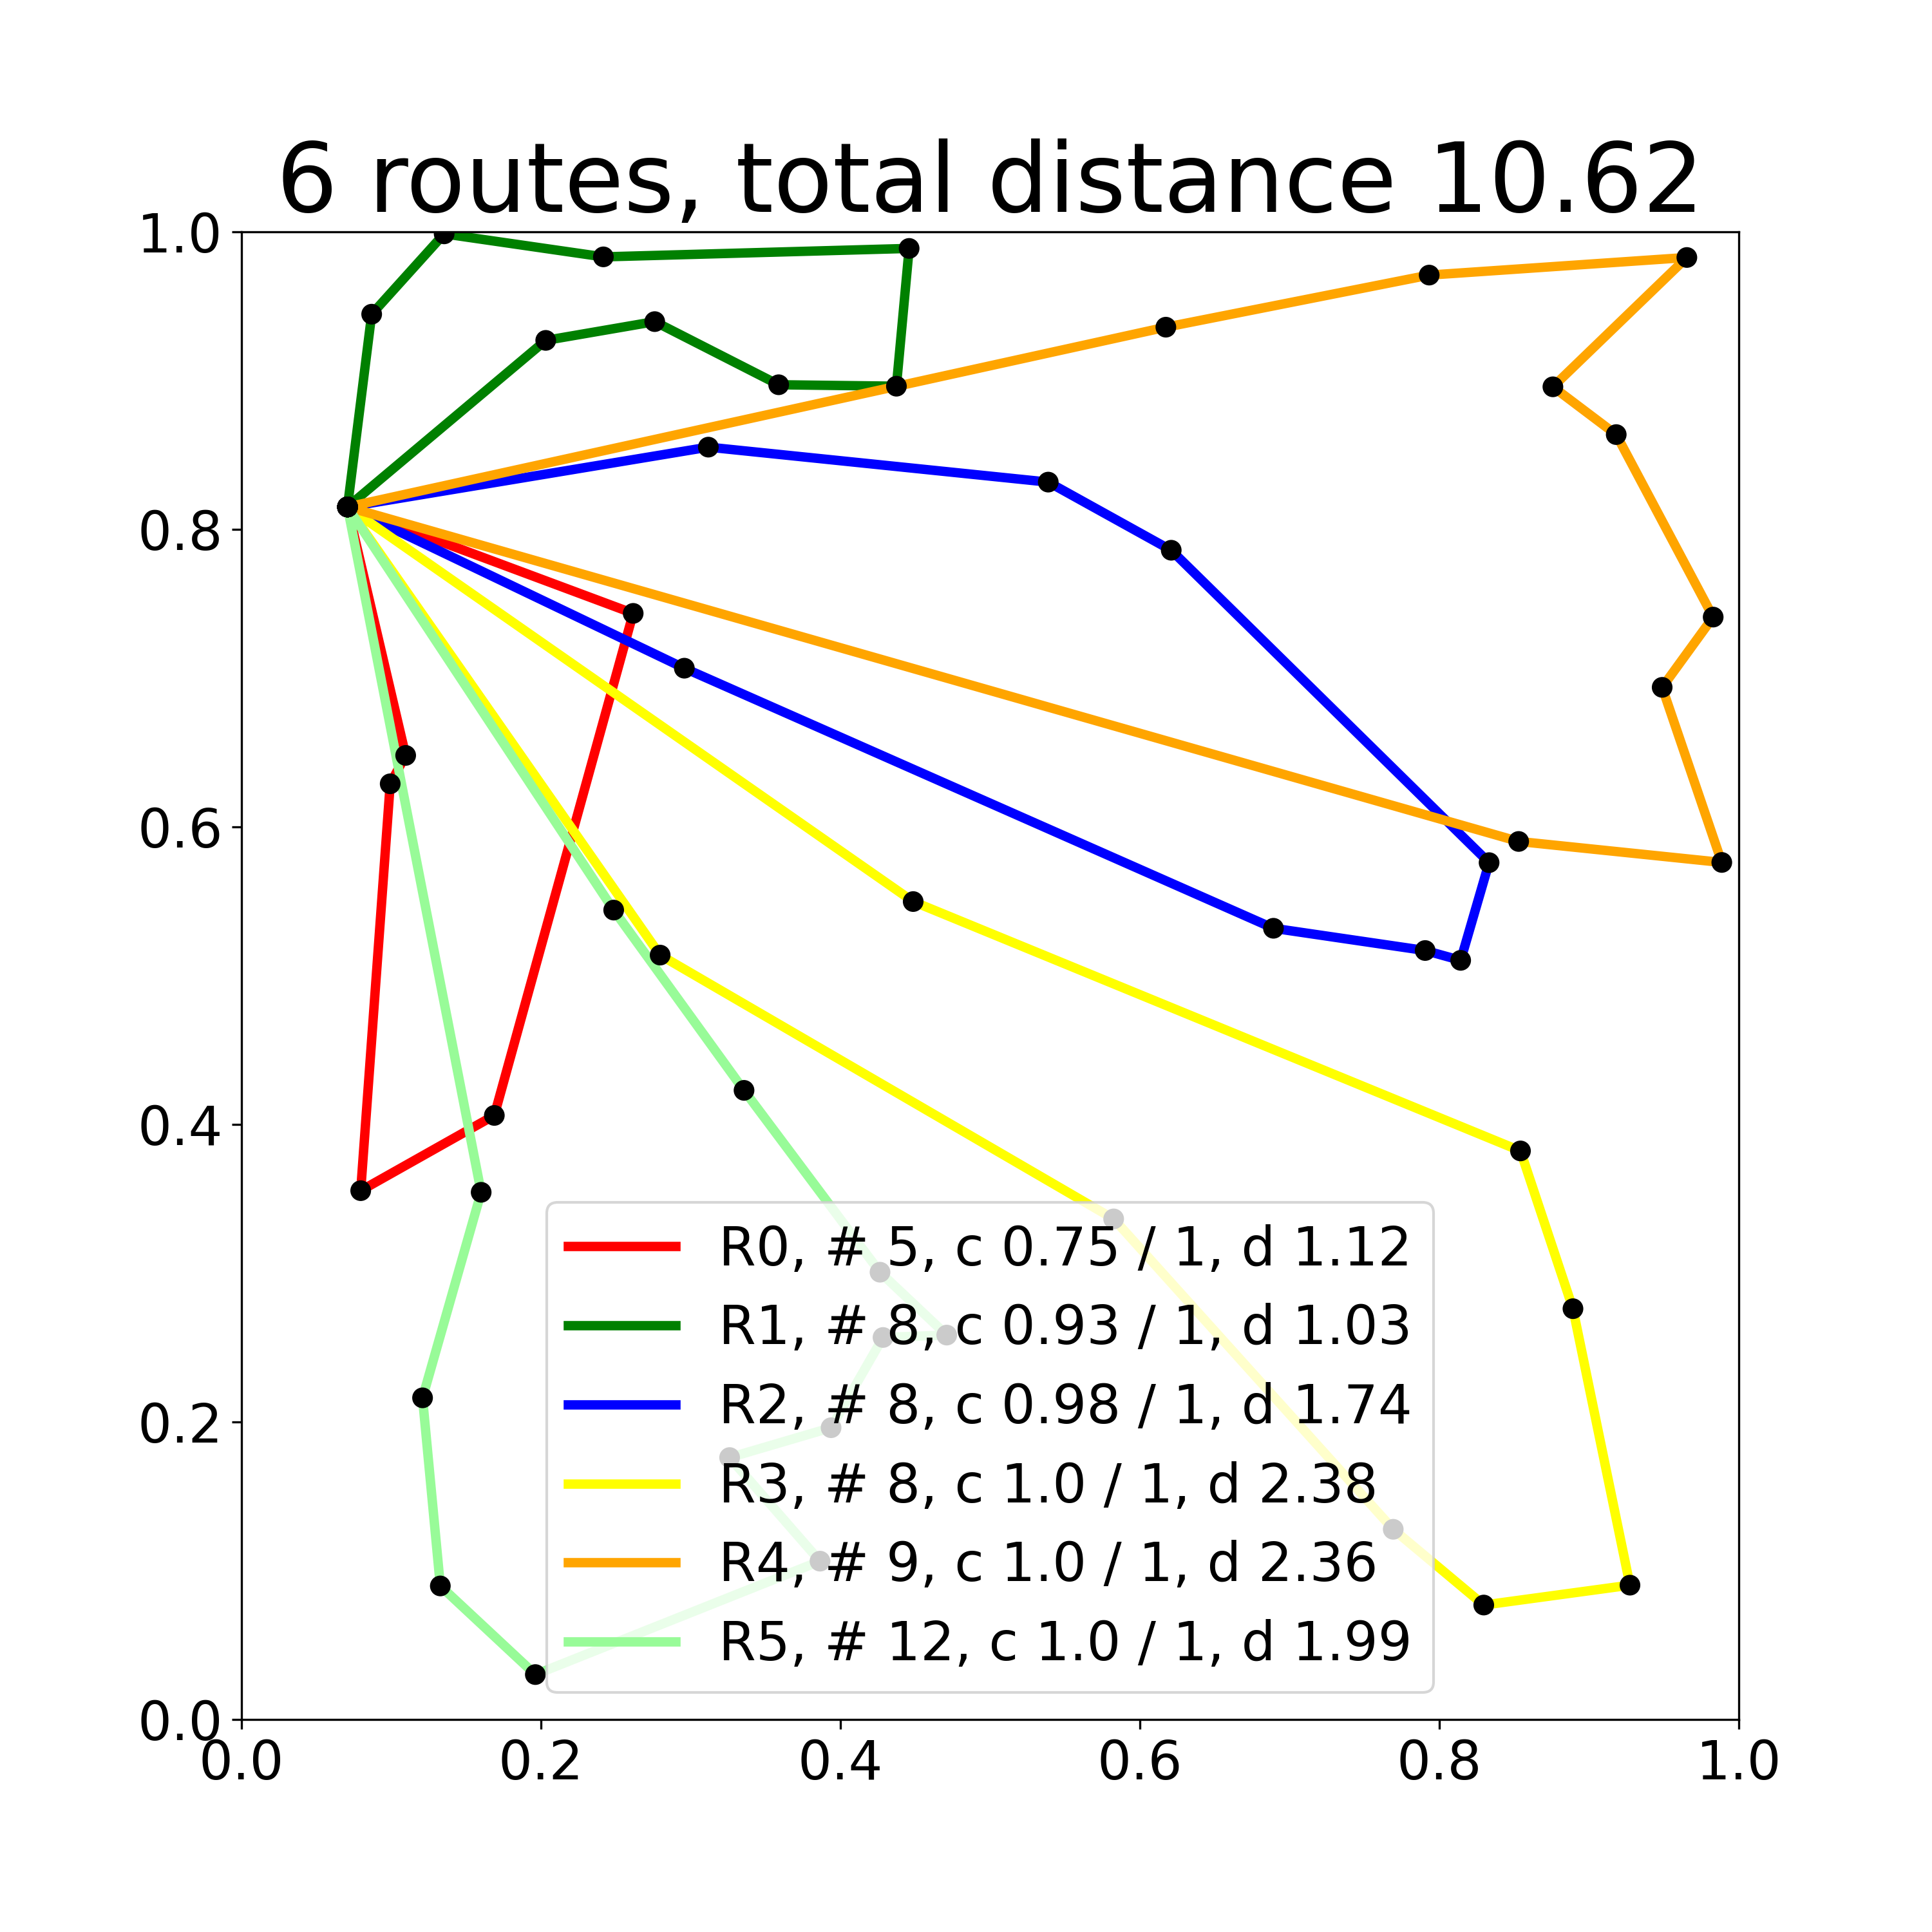 6 routes, total distance 10.62
1.0
0.8
0.6
0.4
0.2
0.0
R0, # 5, c 0.75 / 1, d 1.12
R1, # 8, c 0.93 / 1, d 1.03
R2, # 8, c 0.98 / 1, d 1.74
R3, # 8, c 1.0 / 1, d 2.38
R4, # 9, c 1.0 / 1, d 2.36
R5, # 12, c 1.0 / 1, d 1.99
0.0 0.2 0.4 0.6 0.8 1.0